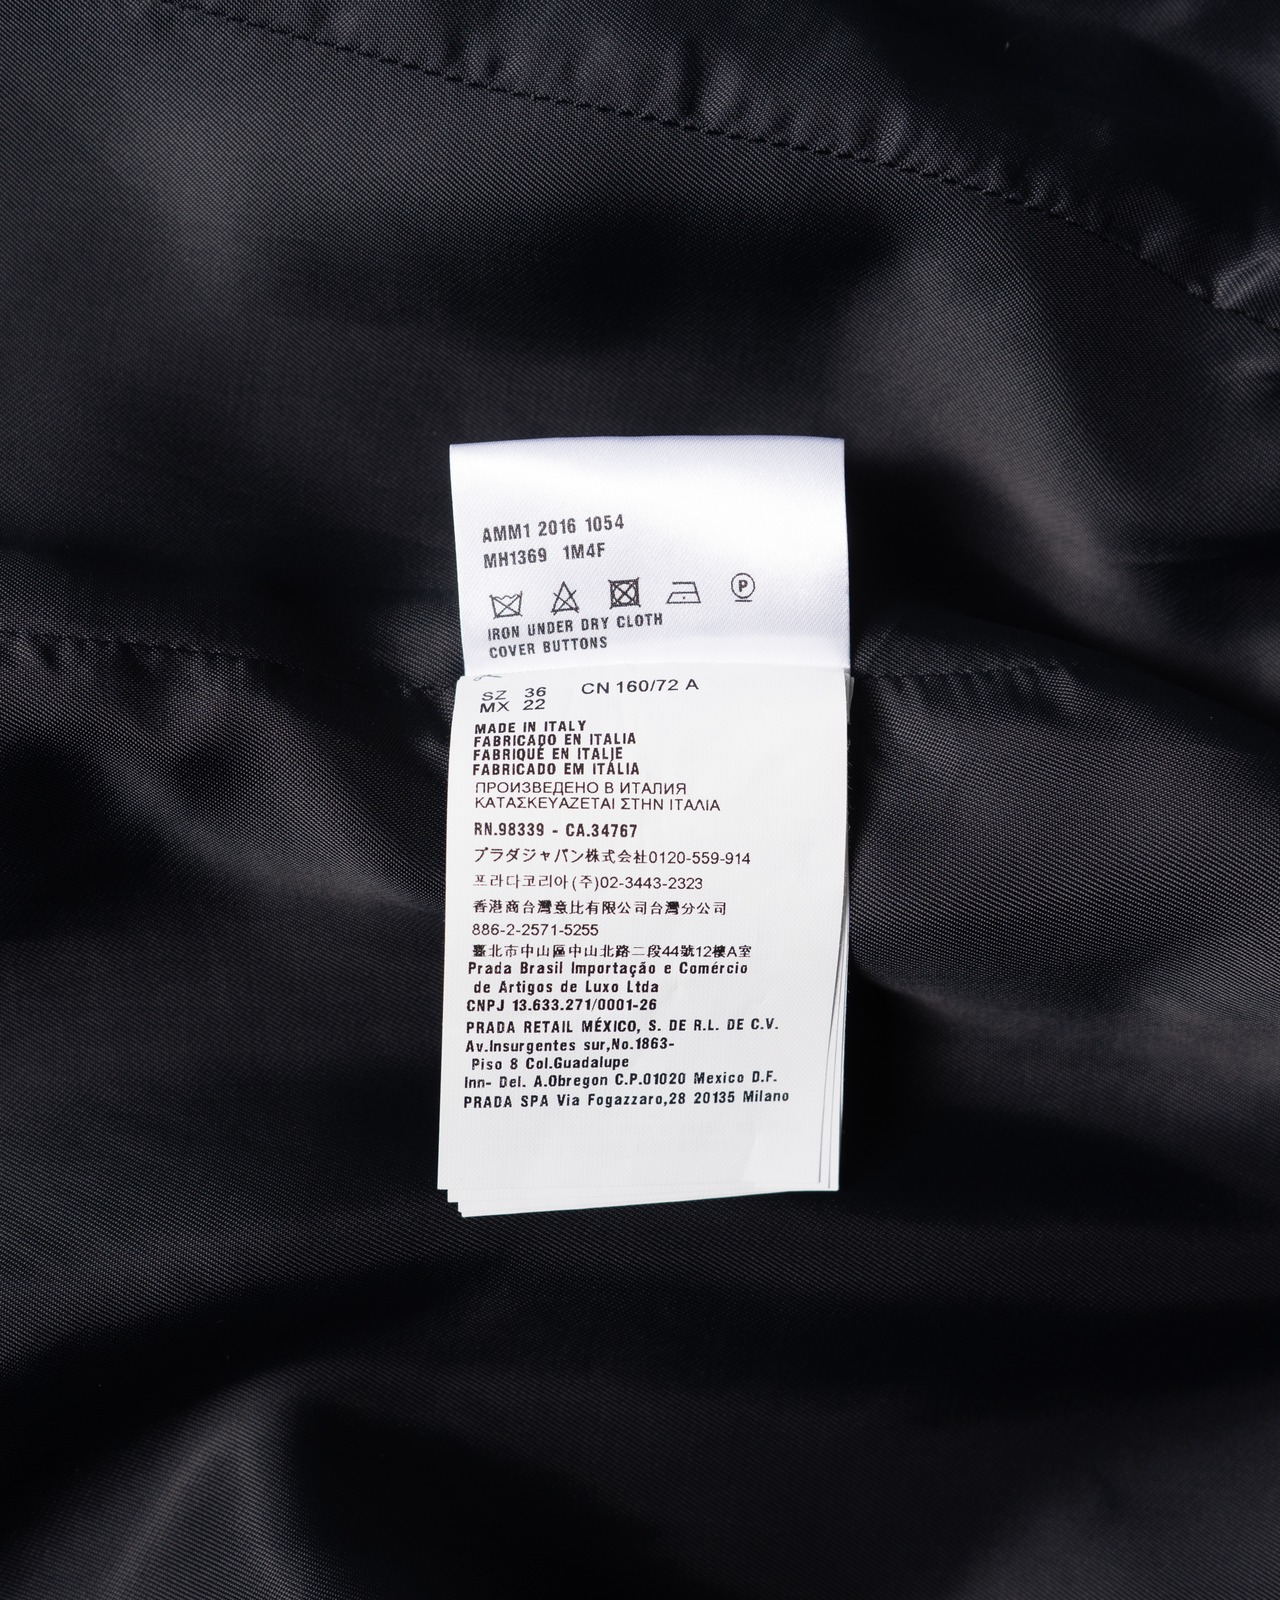 AMM1 2016 1054
MH1369 1M4F
P
IRON UNDER DRY CLOTH
COVER BUTTONS
SZ 36 CN 160/72 A
MX 22
MADE IN ITALY
FABRICADO EN ITALIA
FABRIQUÉ EN ITALIE
FABRICADO EM ITÁLIA
ПРОИЗВЕДЕНО В ИТАЛИЯ
ΚΑΤΑΣΚΕΥΑΖΕΤΑΙ ΣΤΗΝ ΙΤΑΛΙΑ
RN.98339 - CA.34767
プラダジャパン株式会社0120-559-914
프라다코리아(주)02-3443-2323
香港商台灣意比有限公司台灣分公司
886-2-2571-5255
臺北市中山區中山北路二段44號12樓A室
Prada Brasil Importação e Comércio
de Artigos de Luxo Ltda
CNPJ 13.633.271/0001-26
PRADA RETAIL MÉXICO, S. DE R.L. DE C.V.
Av.Insurgentes sur,No.1863-
Piso 8 Col.Guadalupe
Inn- Del. A.Obregon C.P.01020 Mexico D.F.
PRADA SPA Via Fogazzaro,28 20135 Milano